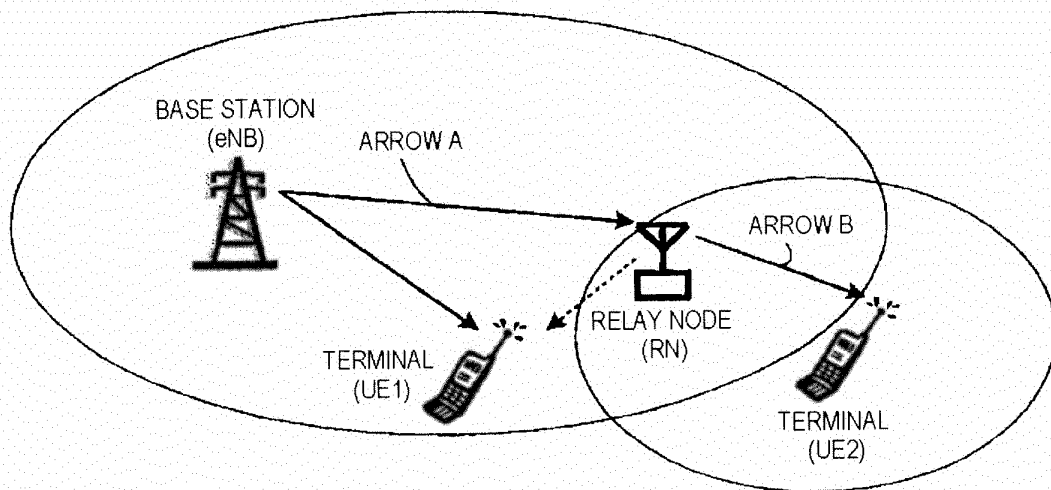 BASE STATION
(eNB)
ARROW A
ARROW B
RELAY NODE
(RN)
TERMINAL
(UE1)
TERMINAL
(UE2)